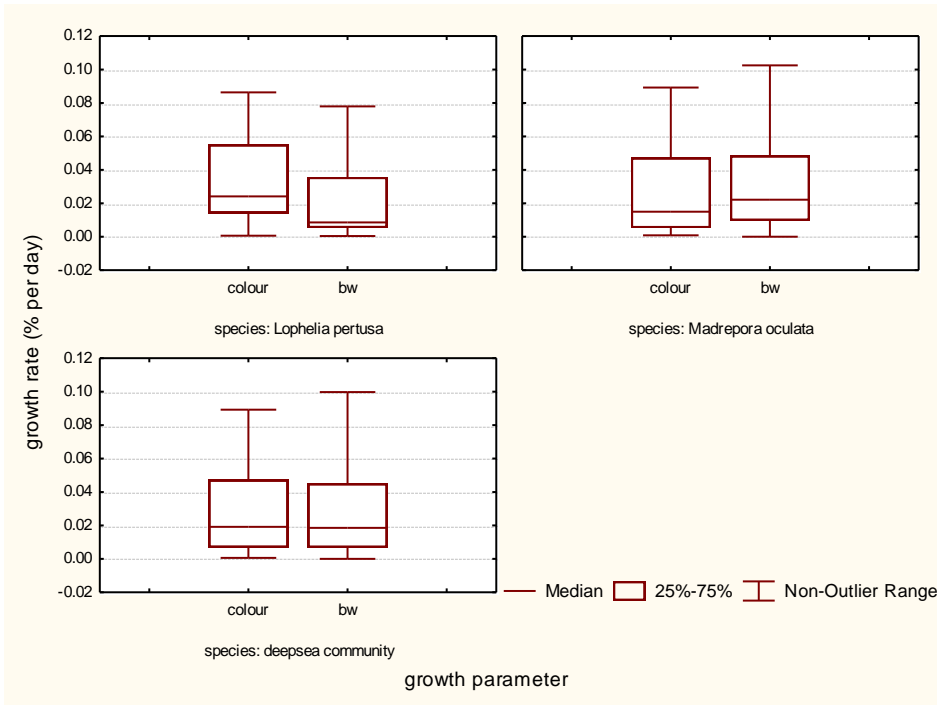 0.12
0.10
0.08
0.06
0.04
0.02
0.00
-0.02
colour bw
colour bw
species: Lophelia pertusa
species: Madrepora oculata
growth rate (% per day)
0.12
0.10
0.08
0.06
0.04
0.02
0.00
-0.02
colour bw
species: deepsea community
Median 25%-75% Non-Outlier Range
growth parameter